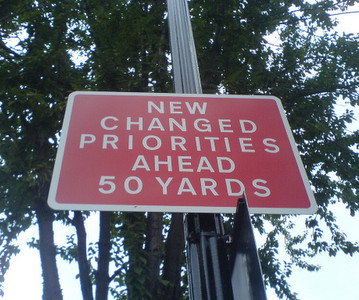 NEW
CHANGED
PRIORITIES
AHEAD
50 YARDS